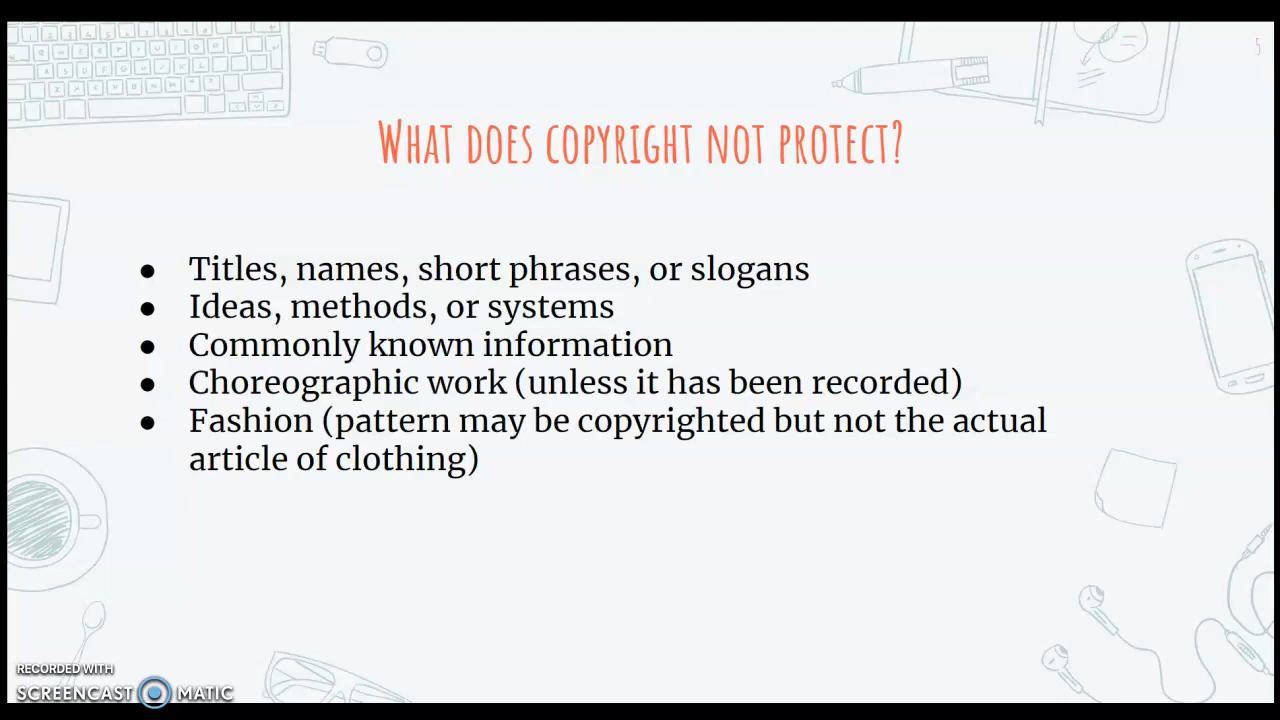 5
What does copyright not protect?
● Titles, names, short phrases, or slogans
● Ideas, methods, or systems
● Commonly known information
● Choreographic work (unless it has been recorded)
● Fashion (pattern may be copyrighted but not the actual
article of clothing)
RECORDED WITH
SCREENCAST MATIC